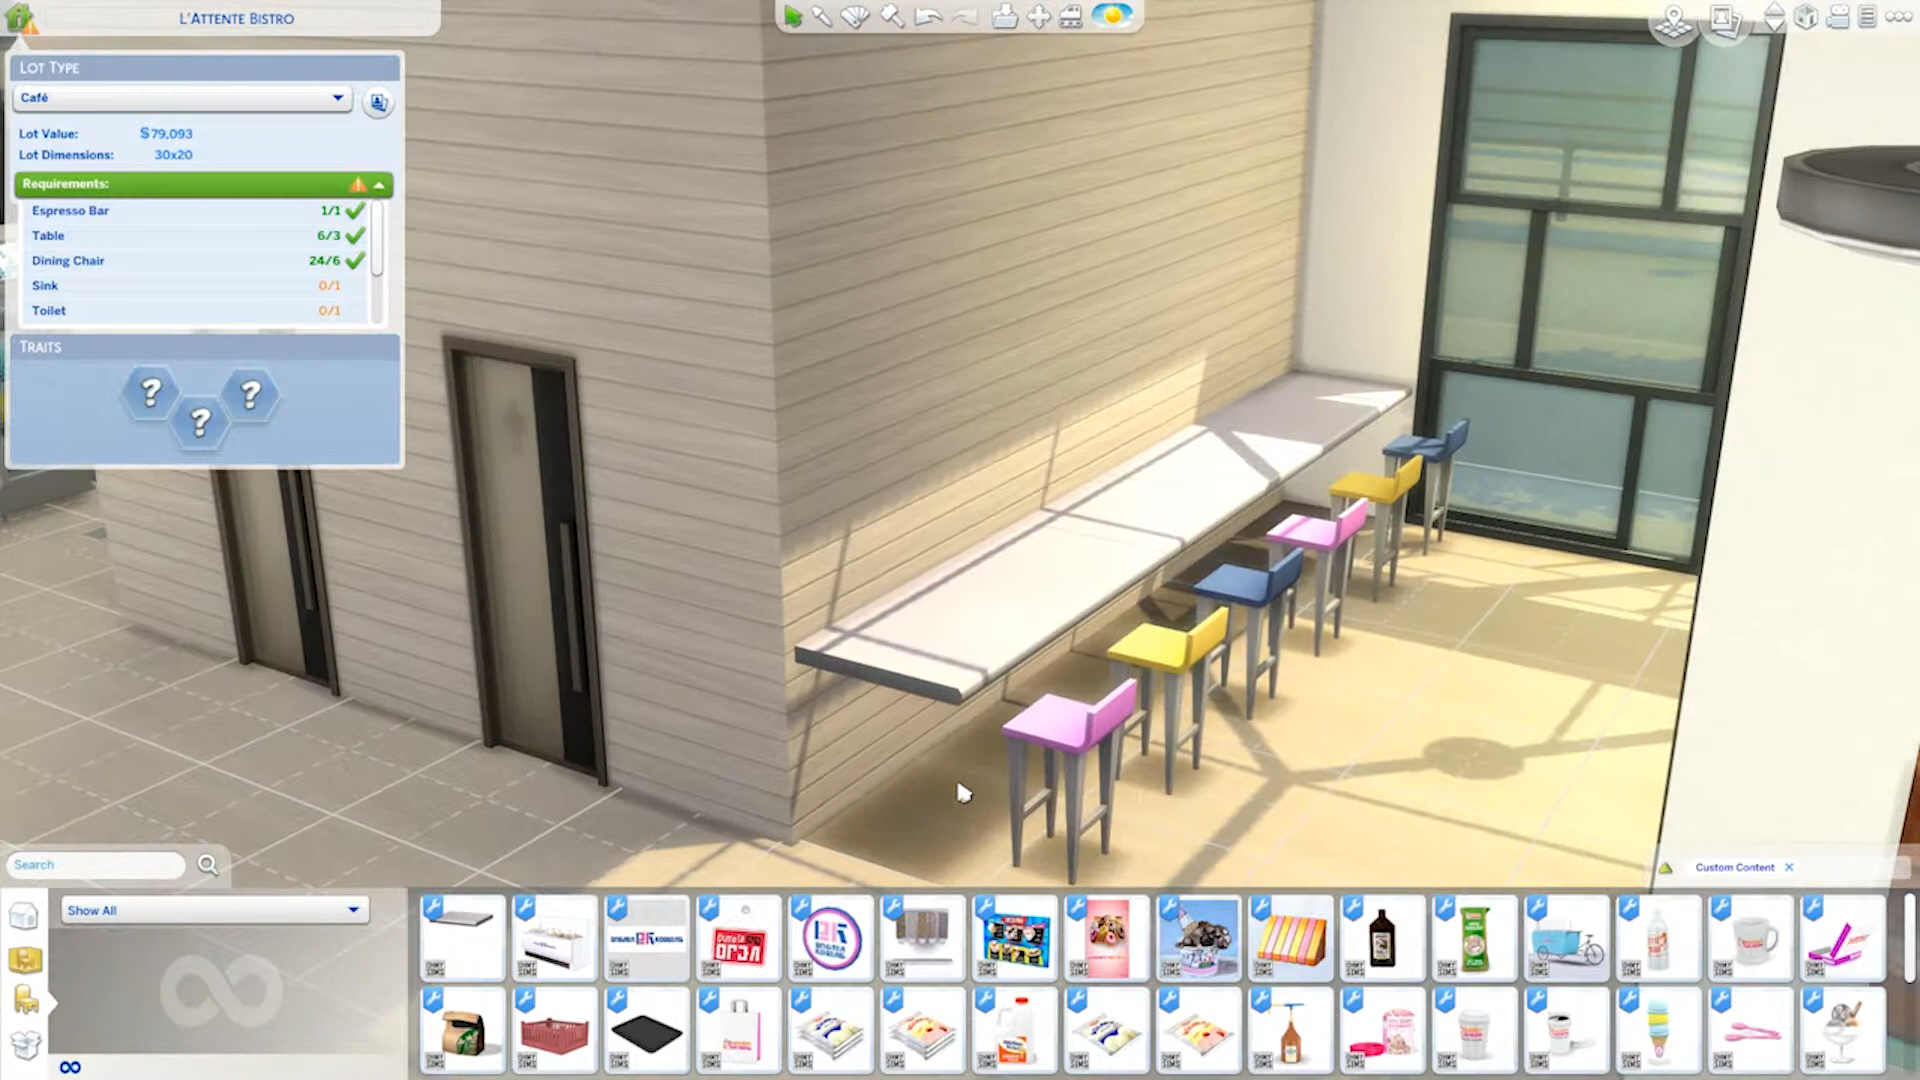 L'ATTENTE BISTRO
LOT TYPE
Café
Lot Value: §79,093
Lot Dimensions: 30x20
Requirements:
Espresso Bar 1/1
Table 6/3
Dining Chair 24/6
Sink 0/1
Toilet 0/1
TRAITS
? ? ?
Search
Custom Content
Show All